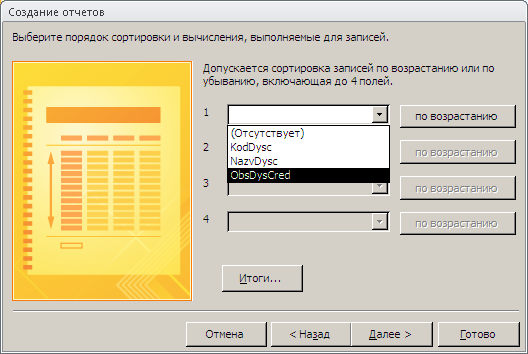 Создание отчетов
Выберите порядок сортировки и вычисления, выполняемые для записей.
Допускается сортировка записей по возрастанию или по
убыванию, включающая до 4 полей.
1 по возрастанию
(Отсутствует)
2 KodDysc по возрастанию
NazvDysc
ObsDysCred
3 по возрастанию
4 по возрастанию
Итоги...
Отмена < Назад Далее > Готово